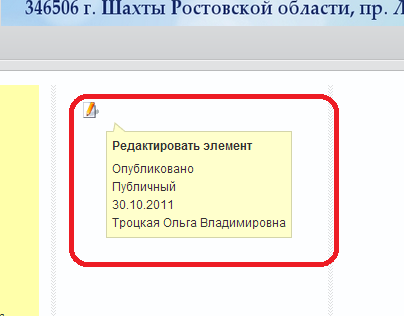 346506 г. Шахты Ростовской области, пр. Л
Редактировать элемент
Опубликовано
Публичный
30.10.2011
Троцкая Ольга Владимировна